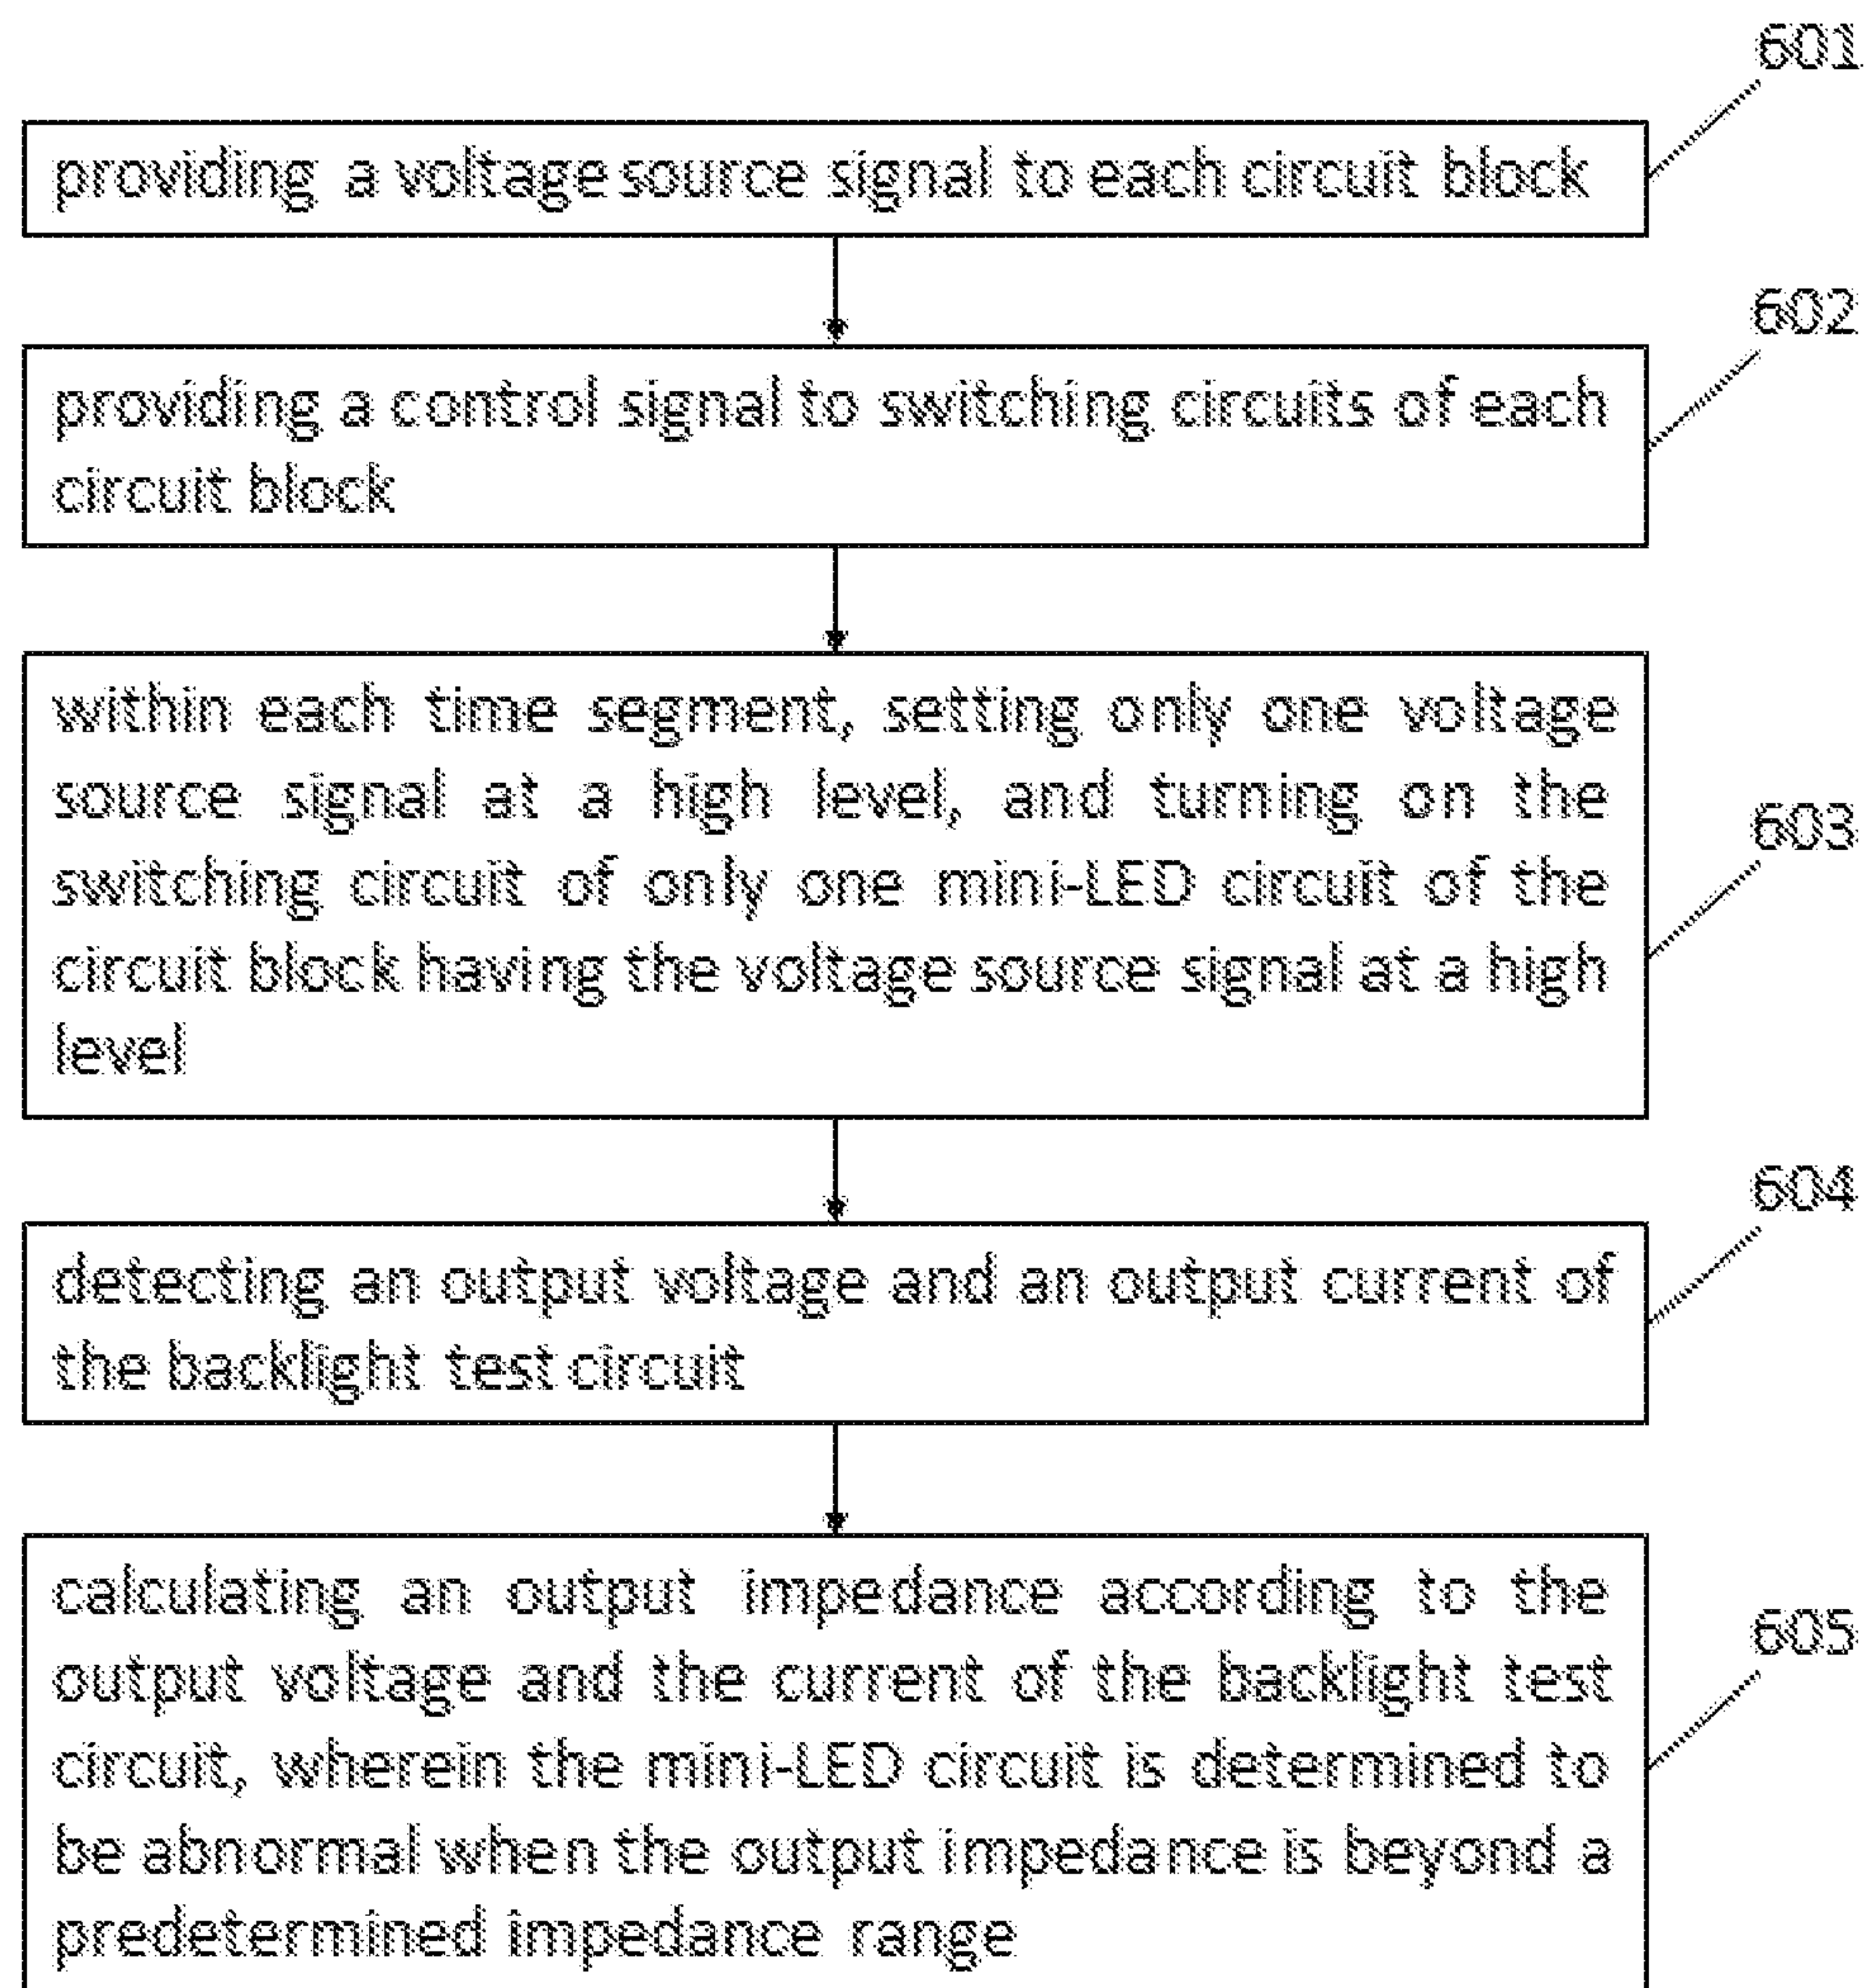 601
providing a voltage source signal to each circuit block
602
providing a control signal to switching circuits of each
circuit block
within each time segment, setting only one voltage
source signal at a high level, and turning on the
switching circuit of only one mini-LED circuit of the
circuit block having the voltage source signal at a high
level
603
604
detecting an output voltage and an output current of
the backlight test circuit
calculating an output impedance according to the
output voltage and the current of the backlight test
circuit, wherein the mini-LED circuit is determined to
be abnormal when the output impedance is beyond a
predetermined impedance range
605